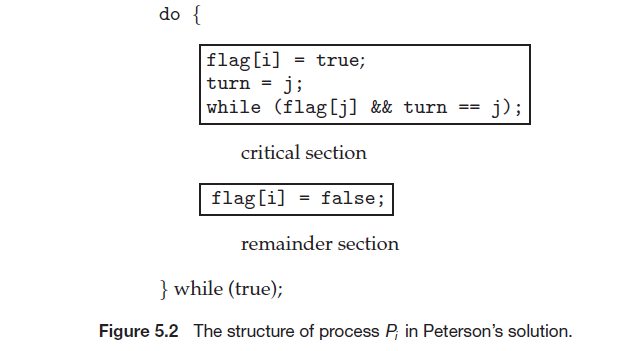 do {
flag[i] = true;
turn = j;
while (flag[j] && turn == j);
critical section
flag[i] = false;
remainder section
} while (true);
Figure 5.2 The structure of process Pi in Peterson's solution.